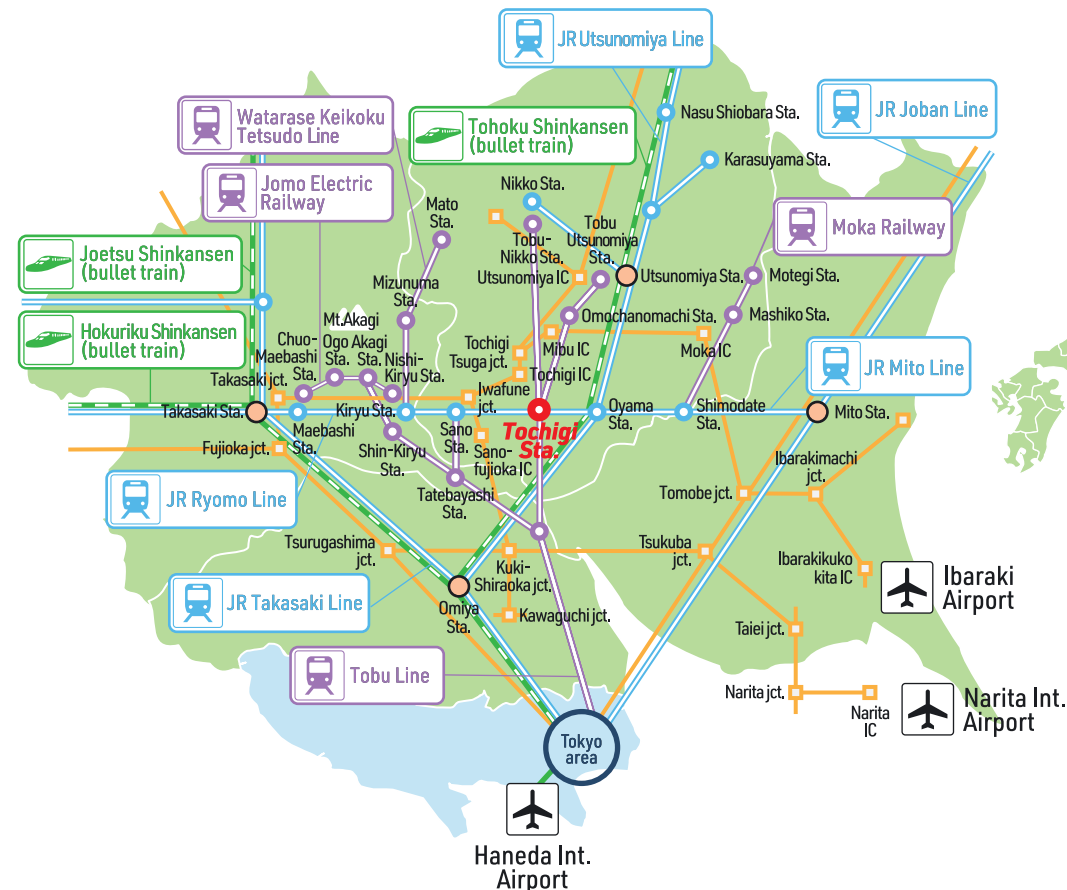 JR Utsunomiya Line
JR Joban Line
Watarase Keikoku
Tetsudo Line
Tohoku Shinkansen
(bullet train)
Nasu Shiobara Sta.
Karasuyama Sta.
Jomo Electric
Railway
Mato
Sta.
Nikko Sta.
Tobu-
Nikko Sta.
Tobu
Utsunomiya
Sta.
Moka Railway
Joetsu Shinkansen
(bullet train)
Utsunomiya IC
Utsunomiya Sta.
Motegi Sta.
Mizunuma
Sta.
Hokuriku Shinkansen
(bullet train)
Mt.Akagi
Omochanomachi Sta.
Mashiko Sta.
Chuo-
Maebashi
Sta.
Ogo
Sta.
Akagi
Sta.
Nishi-
Kiryu Sta.
Tochigi
Tsuga jct.
Mibu IC
Moka IC
JR Mito Line
Takasaki jct.
Tochigi IC
Iwafune
jct.
Takasaki Sta.
Maebashi
Sta.
Kiryu Sta.
Sano
Sta.
Tochigi
Sta.
Oyama
Sta.
Shimodate
Sta.
Mito Sta.
Fujioka jct.
Shin-Kiryu
Sta.
Sano-
fujioka IC
Ibarakimachi
jct.
JR Ryomo Line
Tatebayashi
Sta.
Tomobe jct.
Tsurugashima
jct.
Kuki-
Shiraoka jct.
Tsukuba
jct.
Ibarakikuko
kita IC
Ibaraki
Airport
JR Takasaki Line
Omiya
Sta.
Kawaguchi jct.
Taiei jct.
Tobu Line
Narita jct.
Narita
IC
Narita Int.
Airport
Tokyo
area
Haneda Int.
Airport